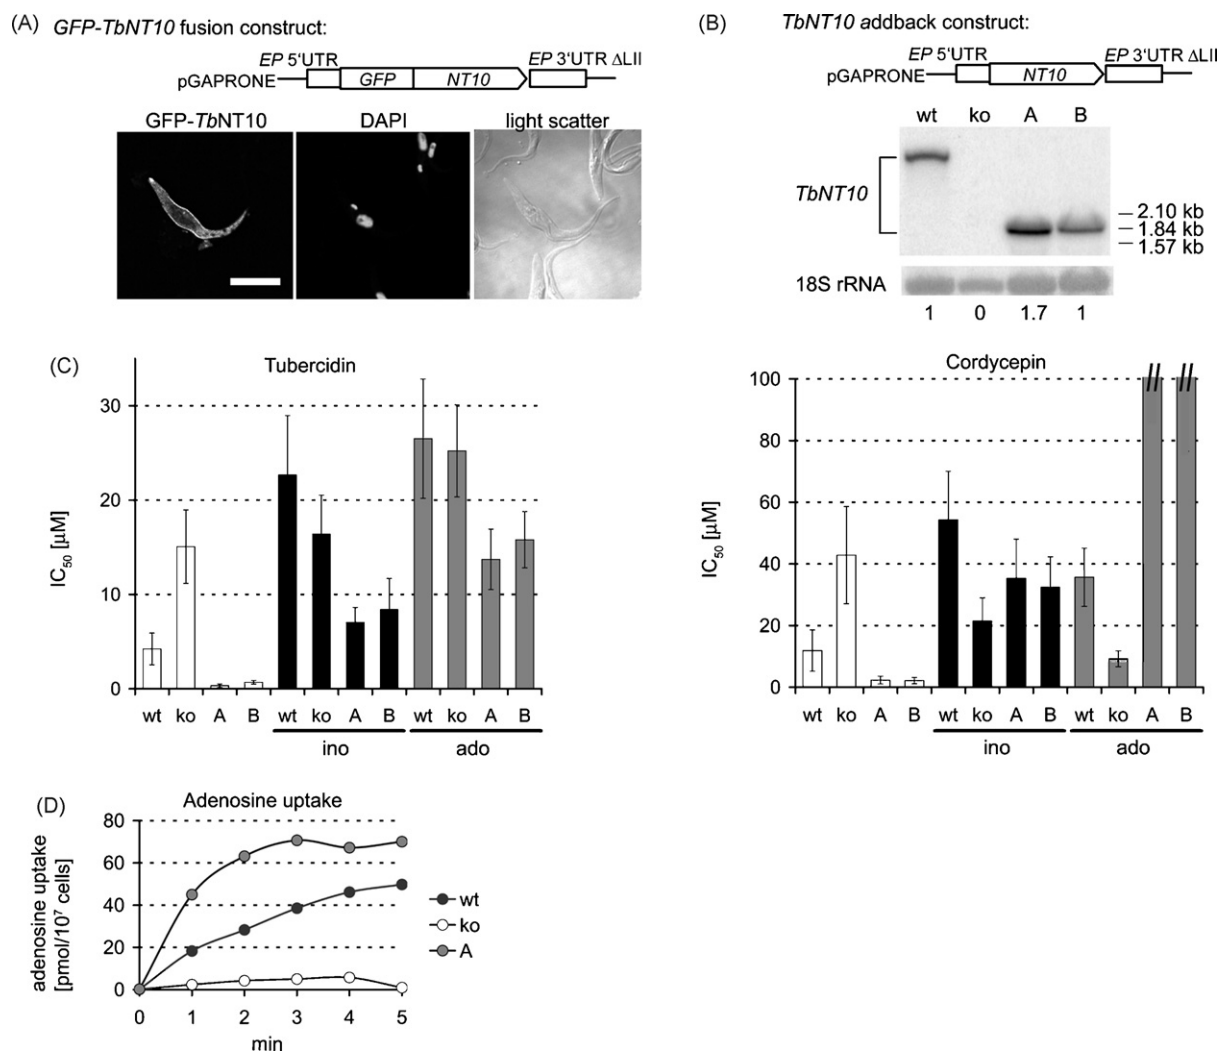 (A) GFP-TbNT10 fusion construct:
EP 5'UTR
EP 3'UTR ΔLII
pGAPRONE
GFP
NT10
GFP-TbNT10
DAPI
light scatter
(B) TbNT10 addback construct:
EP 5'UTR
EP 3'UTR ΔLII
pGAPRONE
NT10
wt ko A B
TbNT10
2.10 kb
1.84 kb
1.57 kb
18S rRNA
1 0 1.7 1
(C)
Tubercidin
IC50 [µM]
30
20
10
0
wt ko A B wt ko A B wt ko A B
ino ado
Cordycepin
IC50 [µM]
100
80
60
40
20
0
wt ko A B wt ko A B wt ko A B
ino ado
(D)
Adenosine uptake
adenosine uptake
[pmol/10⁷ cells]
80
60
40
20
0
0 1 2 3 4 5
min
wt
ko
A